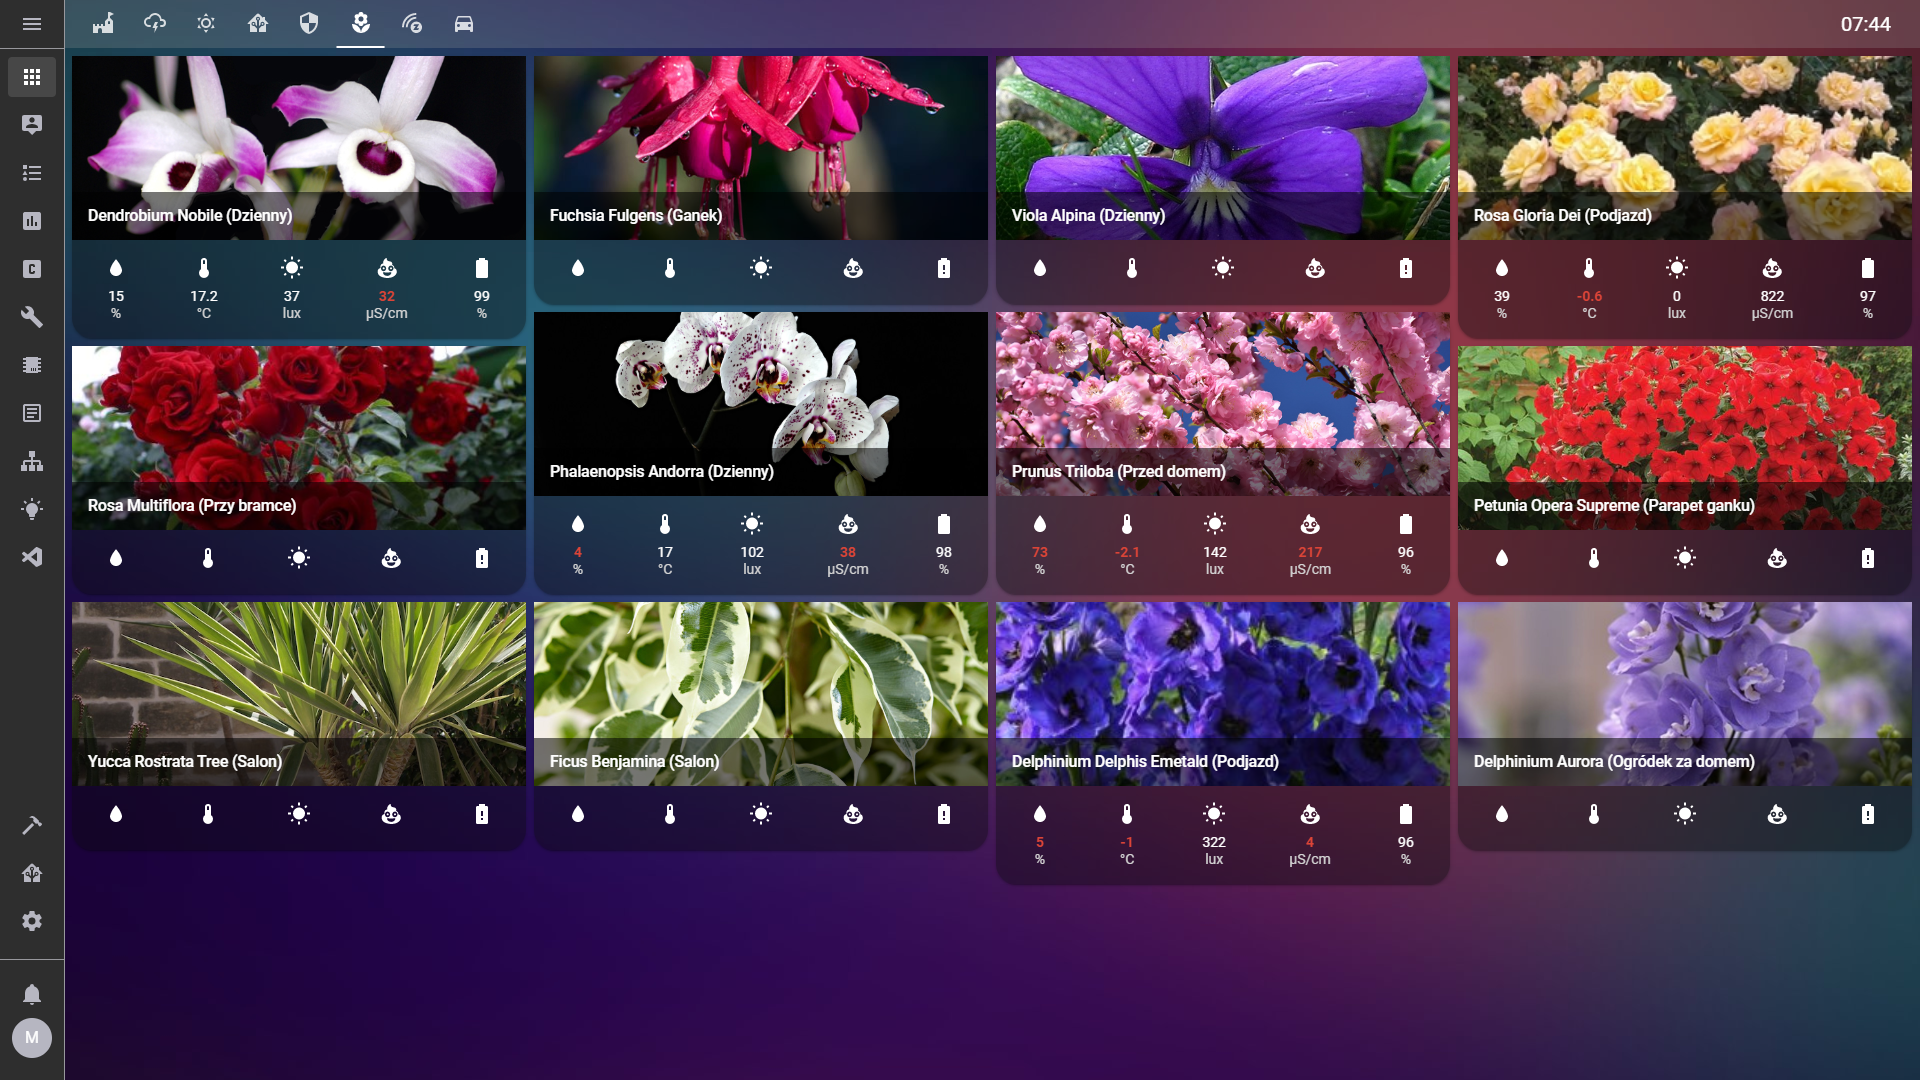 07:44
Dendrobium Nobile (Dzienny)
15 17.2 37 32 99
% °C lux µS/cm %
Fuchsia Fulgens (Ganek)
Viola Alpina (Dzienny)
Rosa Gloria Dei (Podjazd)
39 -0.6 0 822 97
% °C lux µS/cm %
Rosa Multiflora (Przy bramce)
Phalaenopsis Andorra (Dzienny)
4 17 102 38 98
% °C lux µS/cm %
Prunus Triloba (Przed domem)
73 -2.1 142 217 96
% °C lux µS/cm %
Petunia Opera Supreme (Parapet ganku)
Yucca Rostrata Tree (Salon)
Ficus Benjamina (Salon)
Delphinium Delphis Emetald (Podjazd)
5 -1 322 4 96
% °C lux µS/cm %
Delphinium Aurora (Ogródek za domem)
C
M